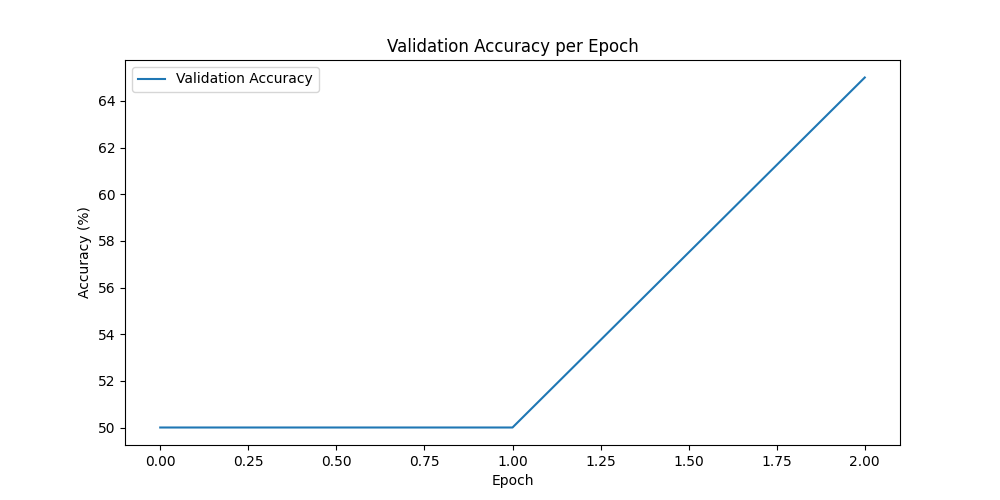 Validation Accuracy per Epoch
Validation Accuracy
Accuracy (%)
64
62
60
58
56
54
52
50
0.00 0.25 0.50 0.75 1.00 1.25 1.50 1.75 2.00
Epoch